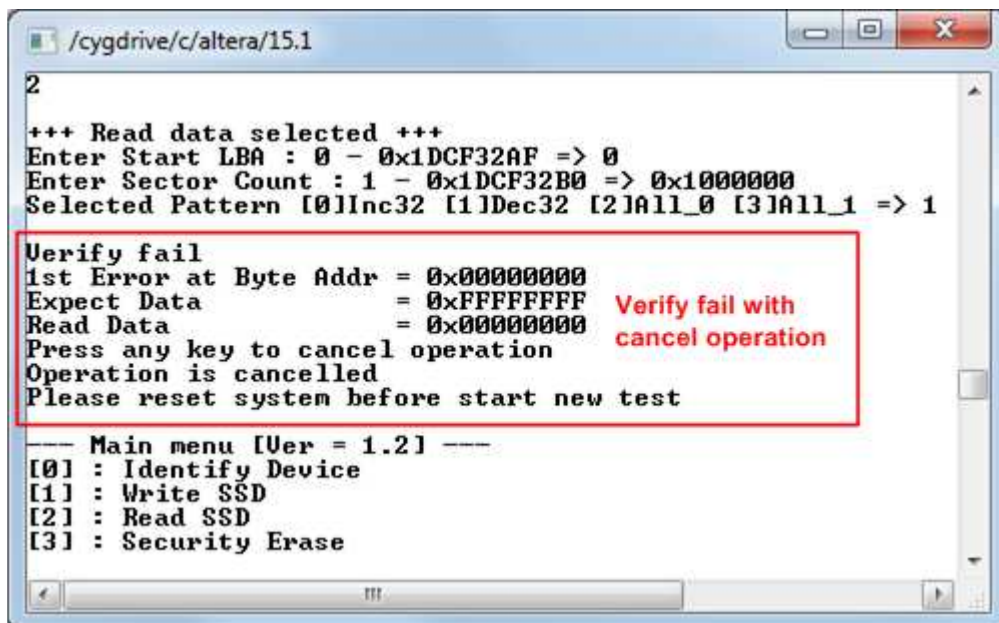 /cygdrive/c/altera/15.1
2
+++ Read data selected +++
Enter Start LBA : 0 - 0x1DCF32AF => 0
Enter Sector Count : 1 - 0x1DCF32B0 => 0x1000000
Selected Pattern [0]Inc32 [1]Dec32 [2]All_0 [3]All_1 => 1
Verify fail
1st Error at Byte Addr = 0x00000000
Expect Data            = 0xFFFFFFFF
Read Data              = 0x00000000
Press any key to cancel operation
Operation is cancelled
Please reset system before start new test
Verify fail with
cancel operation
--- Main menu [Ver = 1.2] ---
[0] : Identify Device
[1] : Write SSD
[2] : Read SSD
[3] : Security Erase